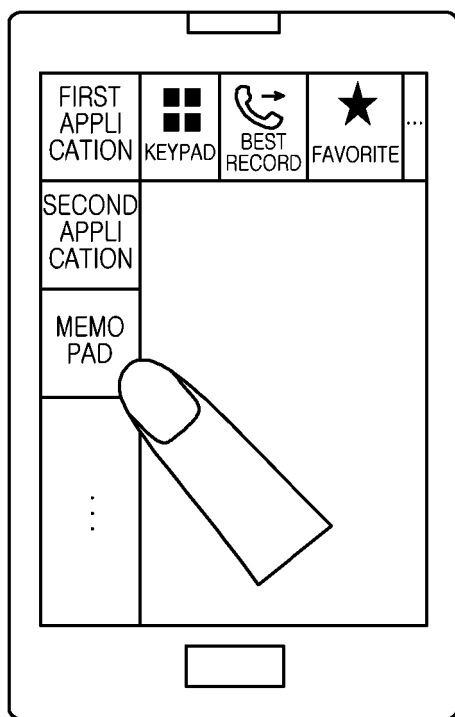 FIRST
APPLI
CATION
KEYPAD
BEST
RECORD
FAVORITE
...
SECOND
APPLI
CATION
MEMO
PAD
⋮